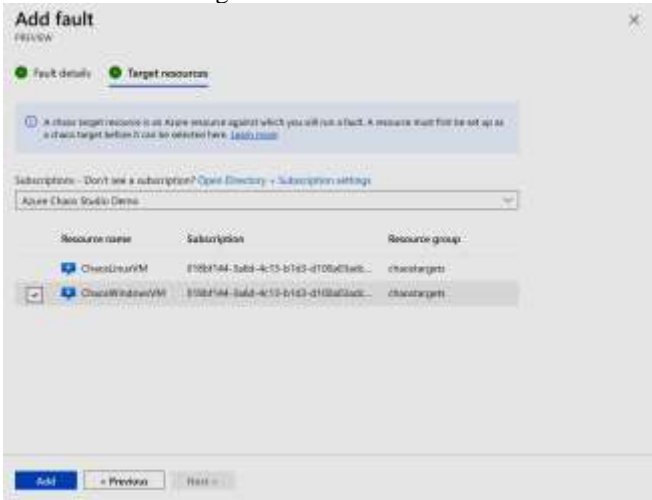 Add fault
PREVIEW
Fault details
Target resources
A chaos target resource is an Azure resource against which you will run a fault. A resource must first be set up as
a chaos target before it can be selected here. Learn more
Subscriptions - Don't see a subscription? Open Directory + Subscription settings
Azure Chaos Studio Demo
Resource name Subscription Resource group
ChaosLinuxVM chaostargets
ChaosWindowsVM chaostargets
Add < Previous Next >